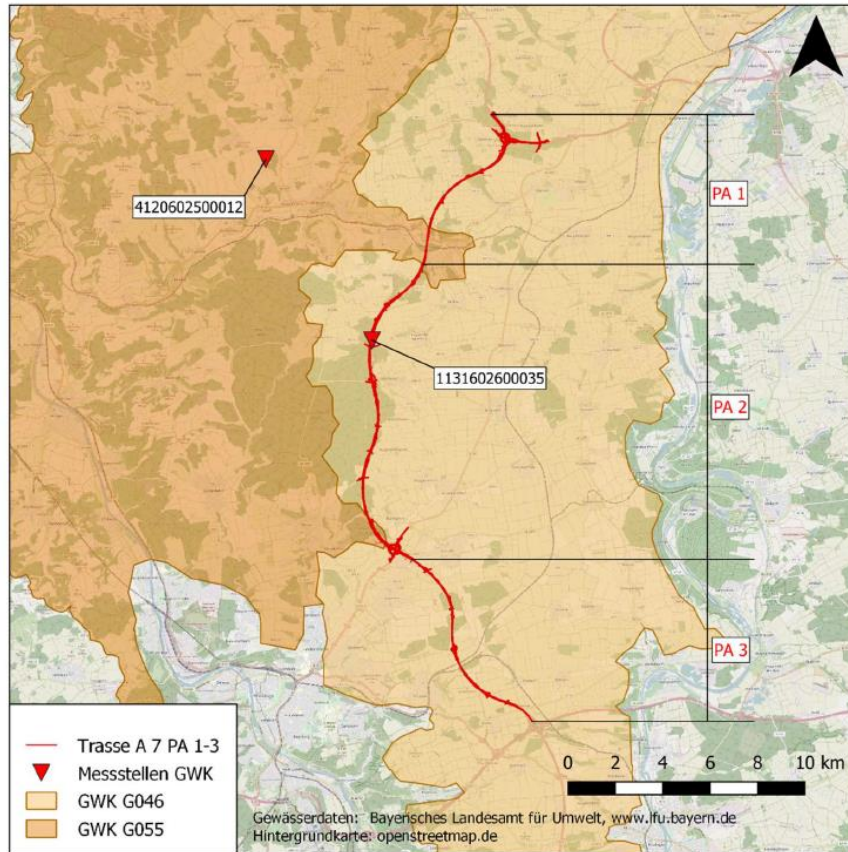 PA 1
4120602500012
1131602600035
PA 2
PA 3
Trasse A 7 PA 1-3
Messstellen GWK
GWK G046
GWK G055
0 2 4 6 8 10 km
Gewässerdaten: Bayerisches Landesamt für Umwelt, www.lfu.bayern.de
Hintergrundkarte: openstreetmap.de